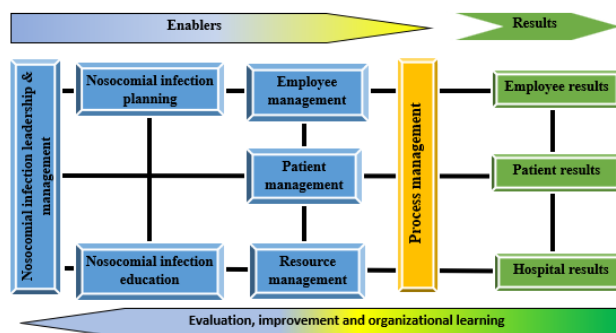 Enablers
Results
Nosocomial infection leadership &
management
Nosocomial infection
planning
Employee
management
Process management
Employee results
Patient
management
Patient results
Nosocomial infection
education
Resource
management
Hospital results
Evaluation, improvement and organizational learning